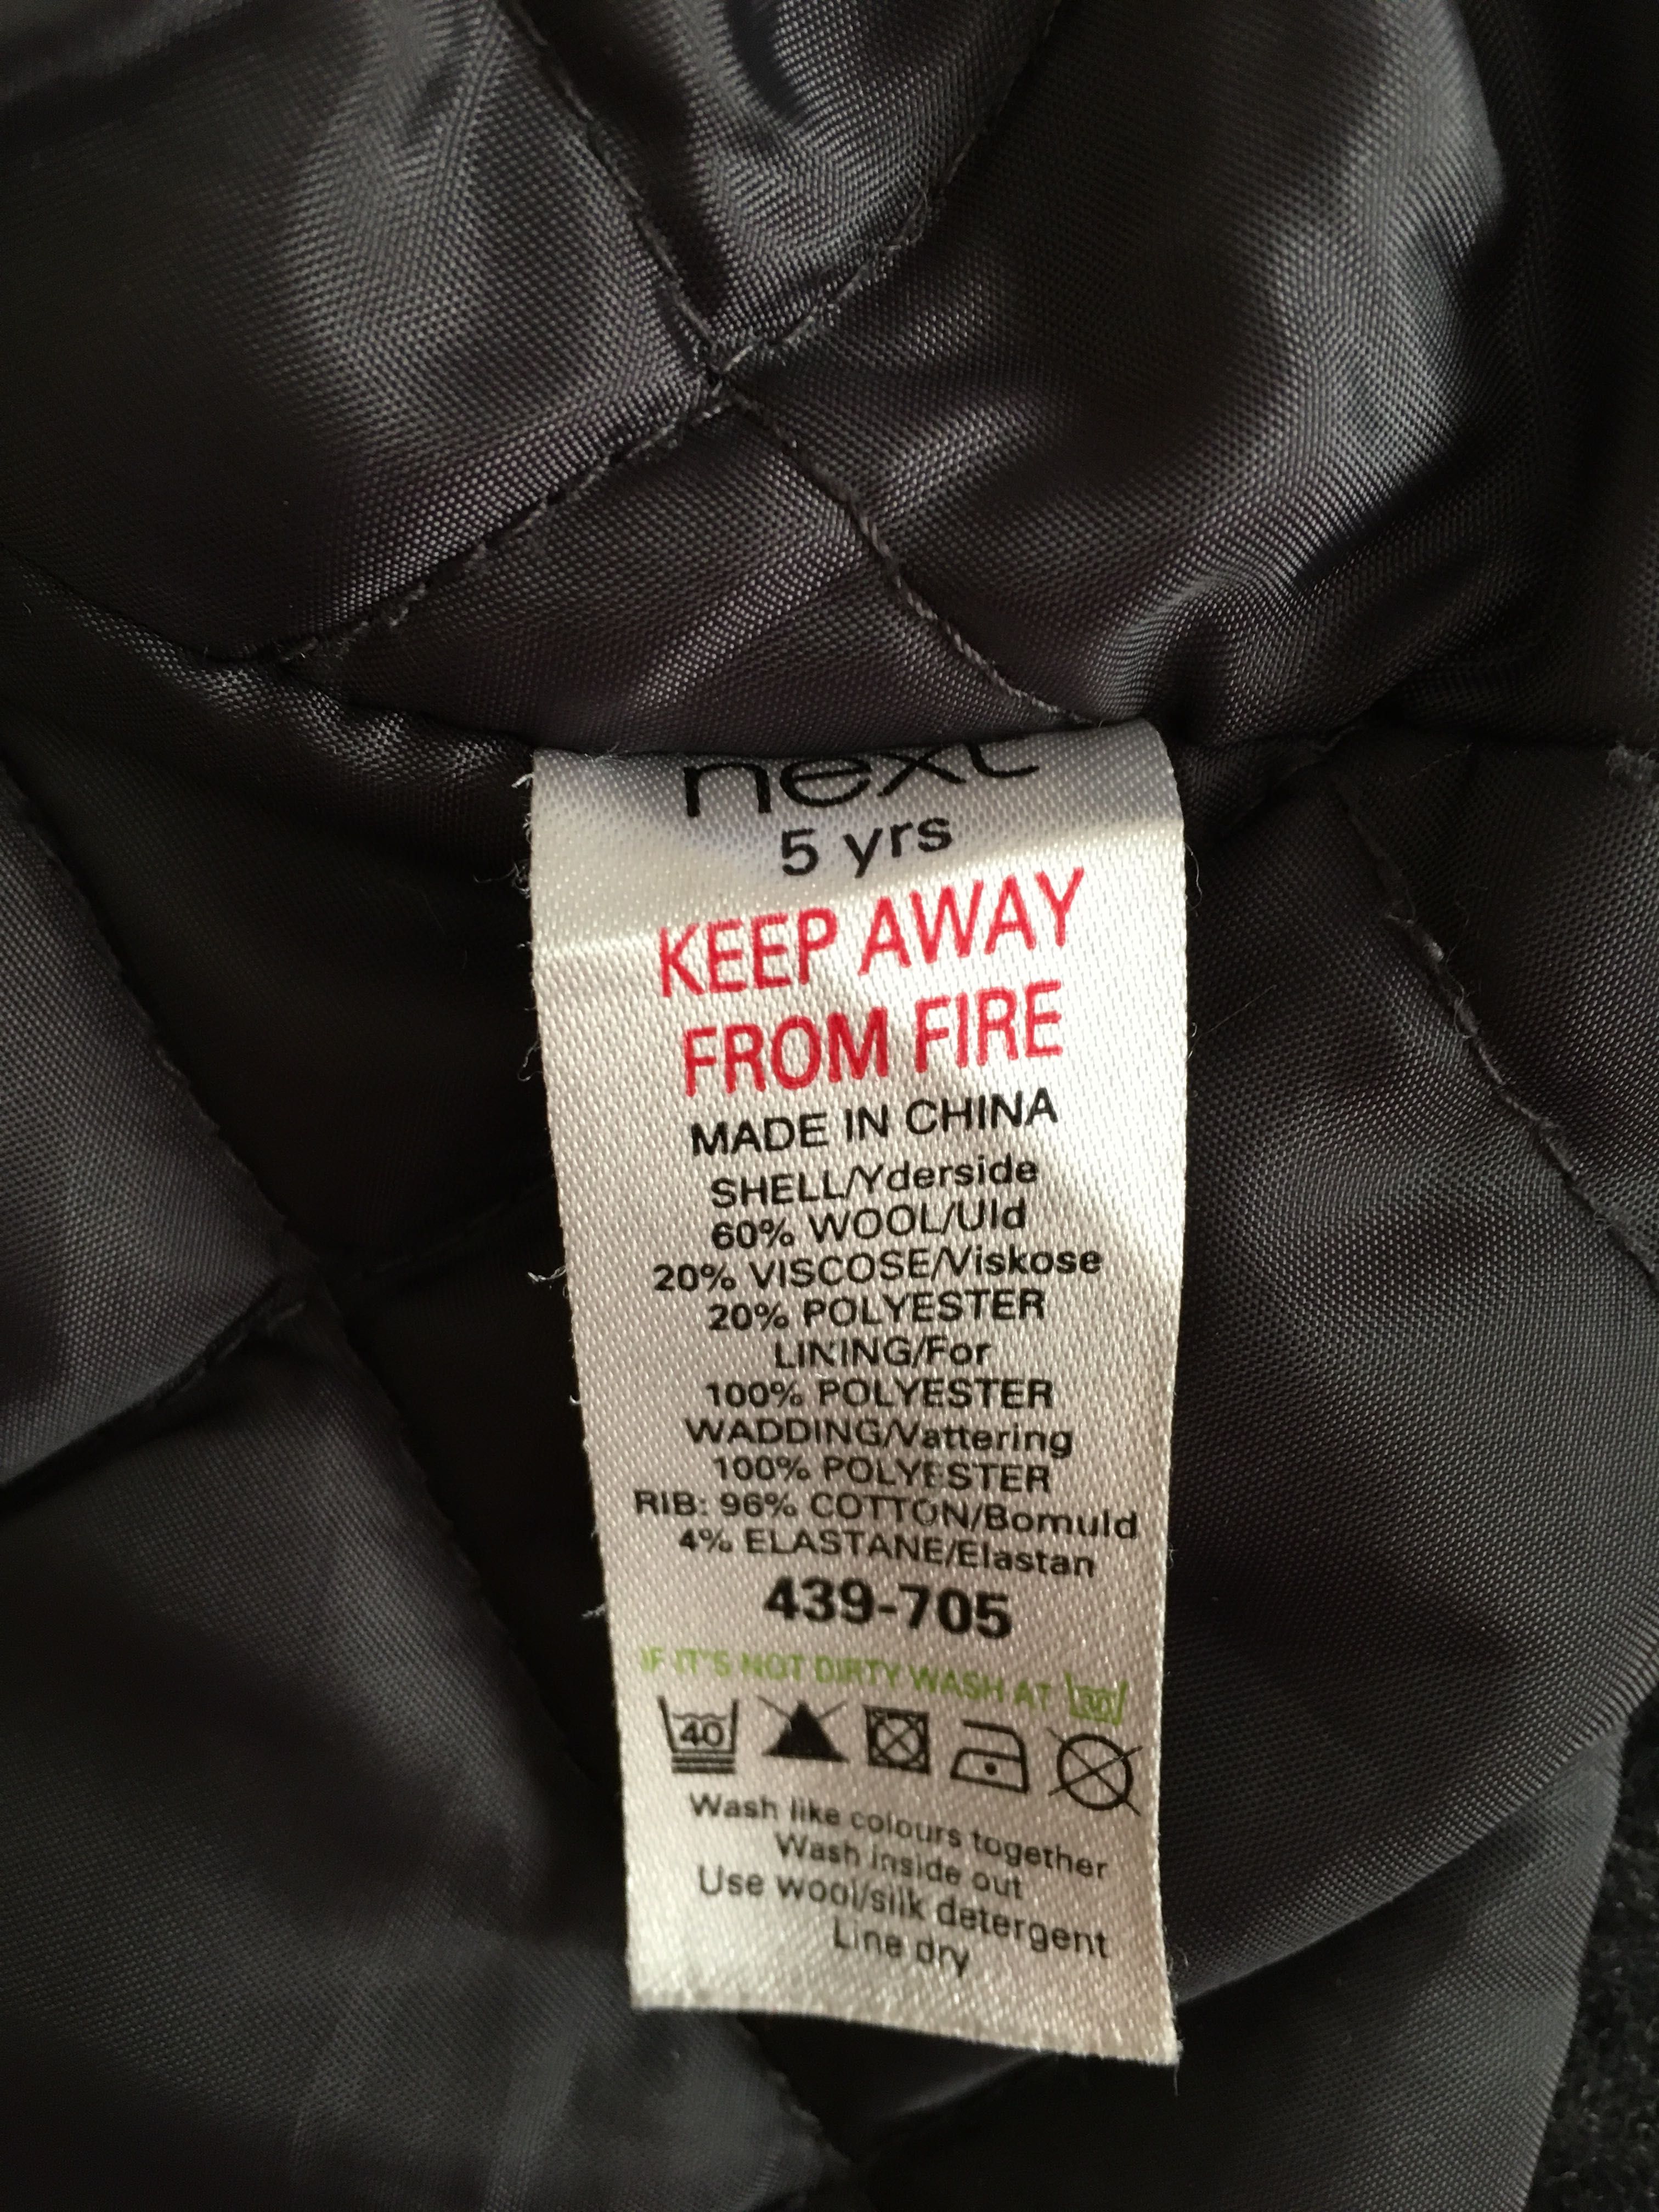 next
5 yrs
KEEP AWAY
FROM FIRE
MADE IN CHINA
SHELL/Yderside
60% WOOL/Uld
20% VISCOSE/Viskose
20% POLYESTER
LINING/For
100% POLYESTER
WADDING/Vattering
100% POLYESTER
RIB: 96% COTTON/Bomuld
4% ELASTANE/Elastan
439-705
IF IT'S NOT DIRTY WASH AT 30
40
Wash like colours together
Wash inside out
Use wool/silk detergent
Line dry